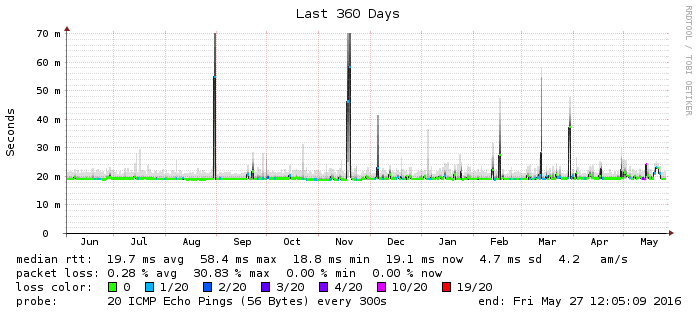 Last 360 Days
RRDTOOL / TOBI OETIKER
Seconds
70 m
60 m
50 m
40 m
30 m
20 m
10 m
0
Jun Jul Aug Sep Oct Nov Dec Jan Feb Mar Apr May
median rtt: 19.7 ms avg 58.4 ms max 18.8 ms min 19.1 ms now 4.7 ms sd 4.2 am/s
packet loss: 0.28 % avg 30.83 % max 0.00 % min 0.00 % now
loss color: 0 1/20 2/20 3/20 4/20 10/20 19/20
probe: 20 ICMP Echo Pings (56 Bytes) every 300s end: Fri May 27 12:05:09 2016